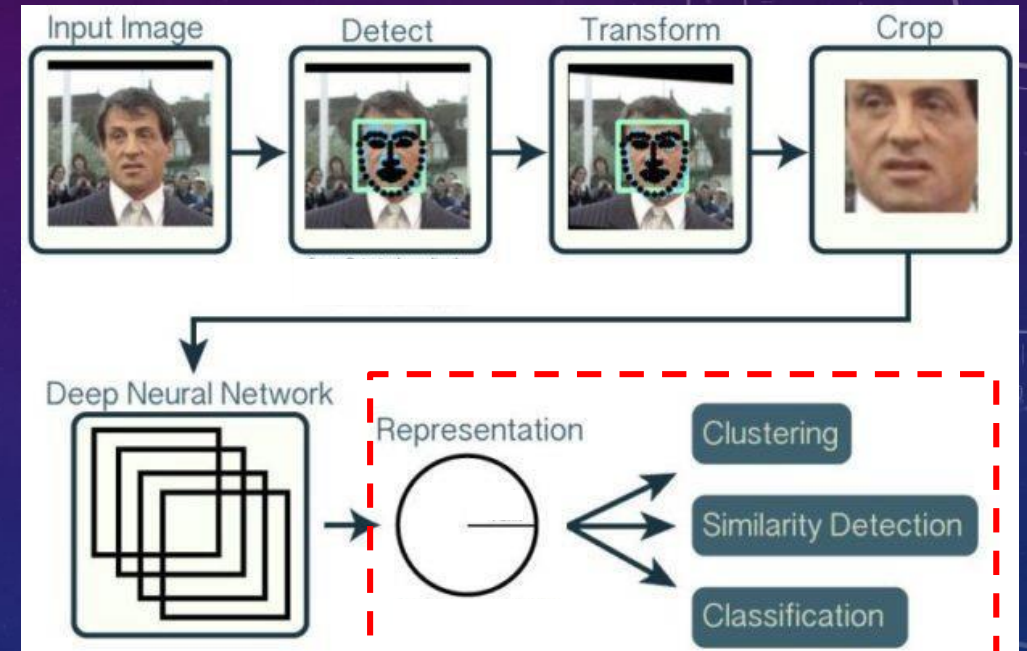 Input Image
Detect
Transform
Crop
Deep Neural Network
Representation
Clustering
Similarity Detection
Classification